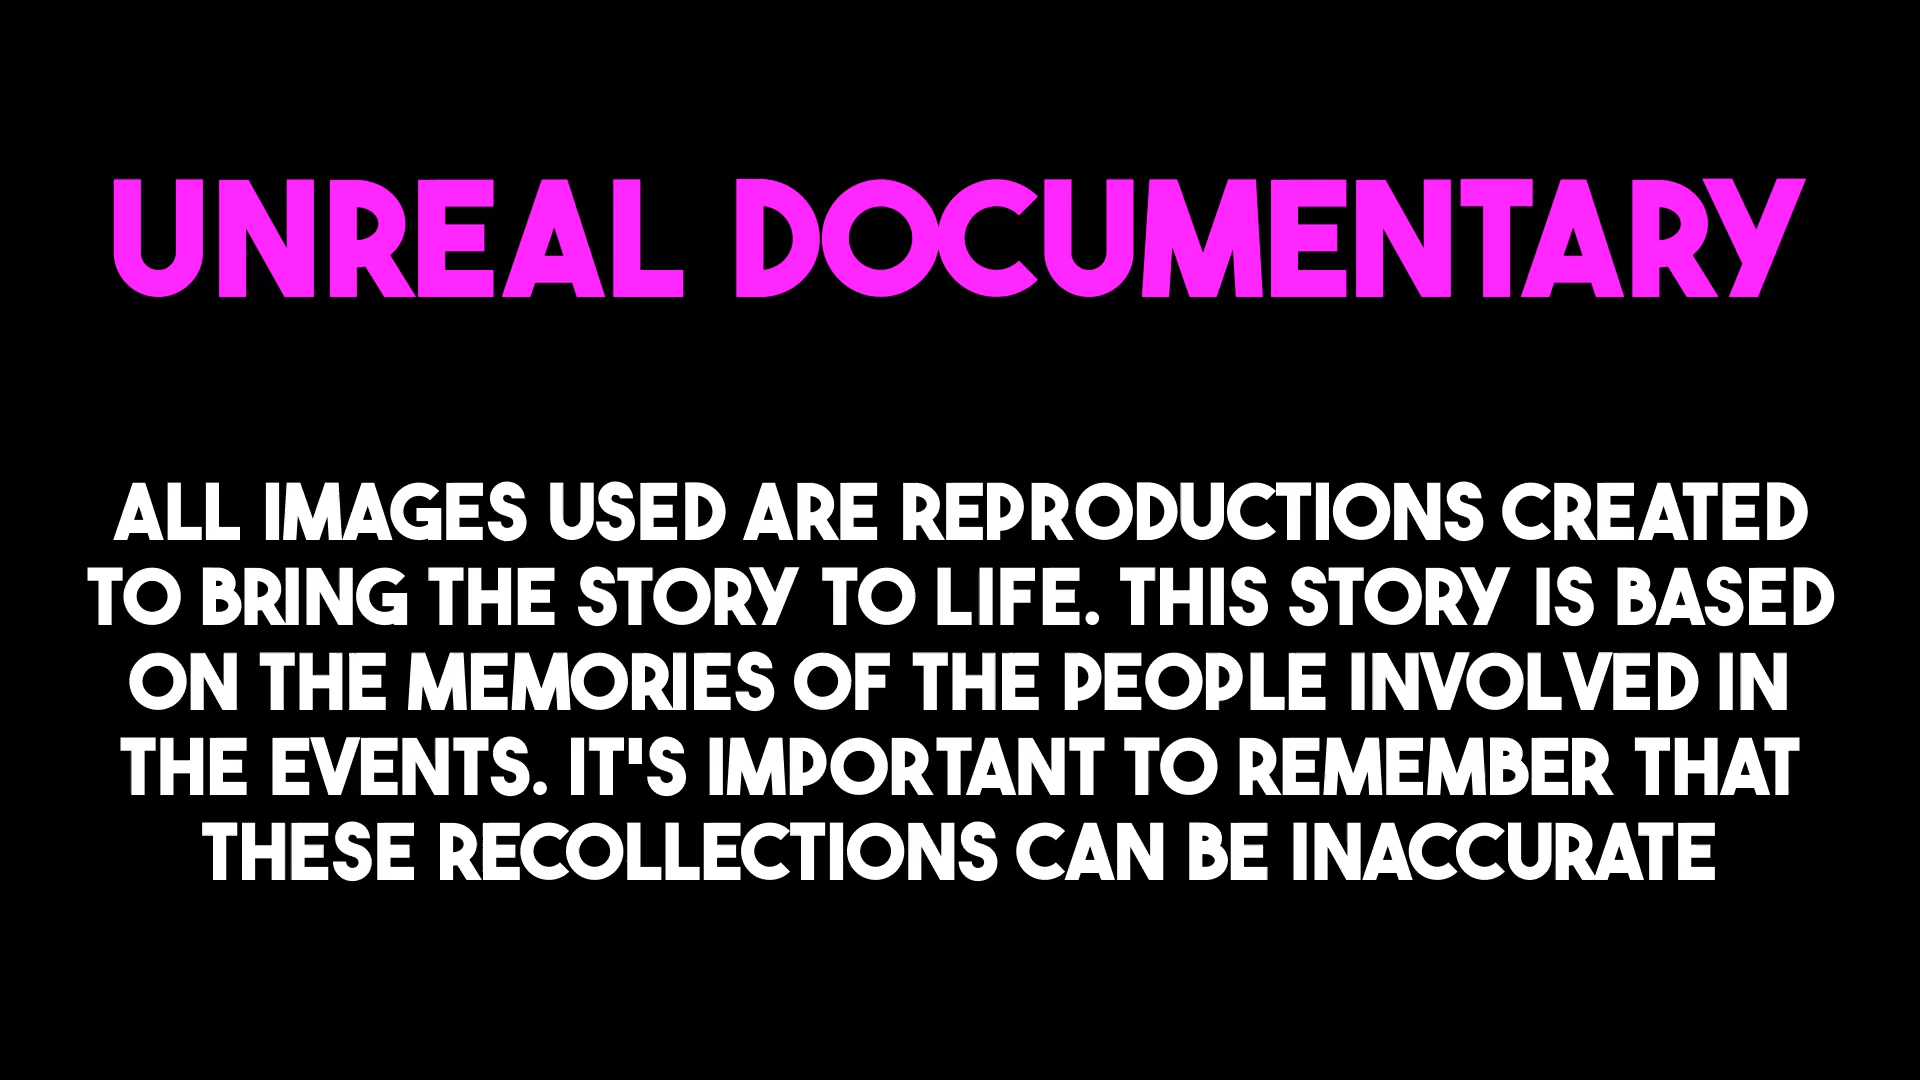 UNREAL DOCUMENTARY
ALL IMAGES USED ARE REPRODUCTIONS CREATED
TO BRING THE STORY TO LIFE. THIS STORY IS BASED
ON THE MEMORIES OF THE PEOPLE INVOLVED IN
THE EVENTS. IT'S IMPORTANT TO REMEMBER THAT
THESE RECOLLECTIONS CAN BE INACCURATE